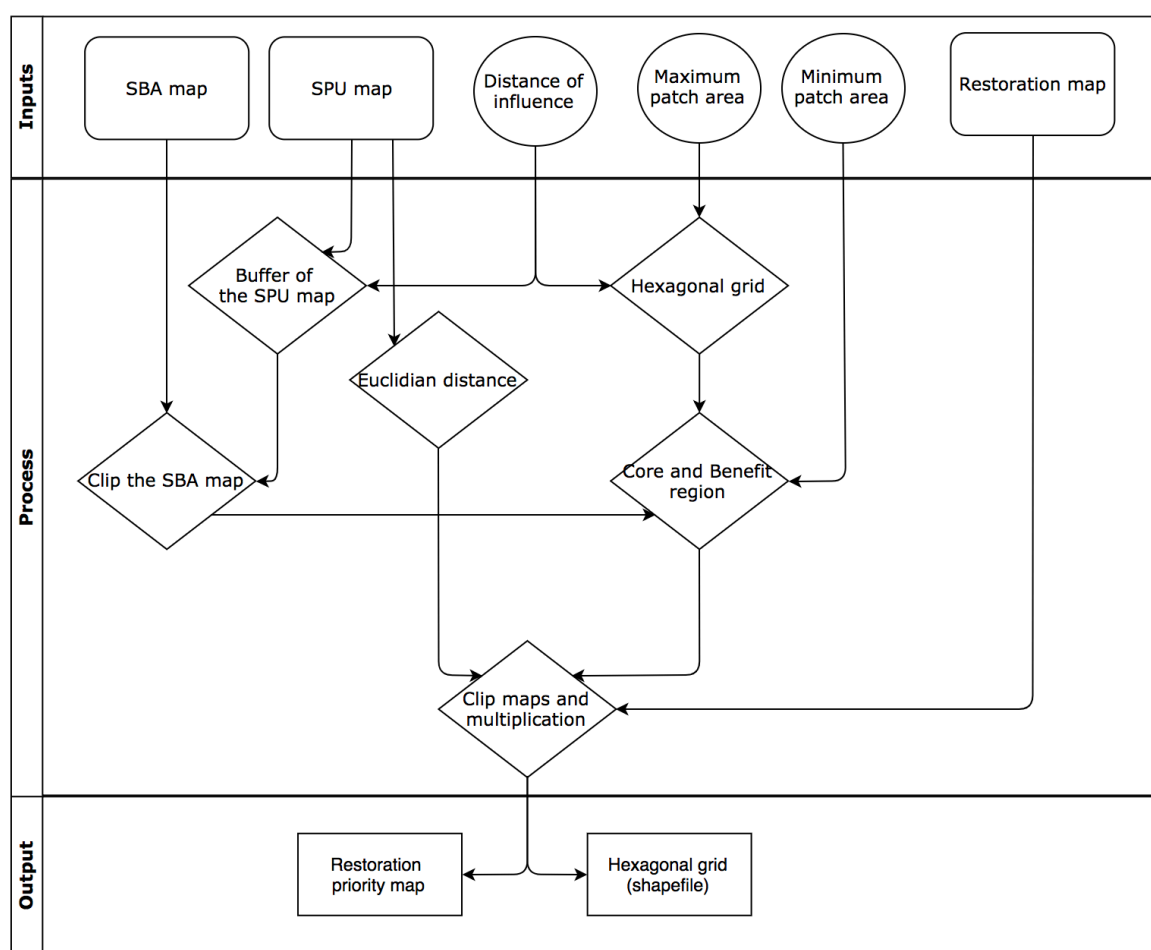 Inputs
SBA map
SPU map
Distance of
influence
Maximum
patch area
Minimum
patch area
Restoration map
Process
Buffer of
the SPU map
Hexagonal grid
Euclidian distance
Clip the SBA map
Core and Benefit
region
Clip maps and
multiplication
Output
Restoration
priority map
Hexagonal grid
(shapefile)